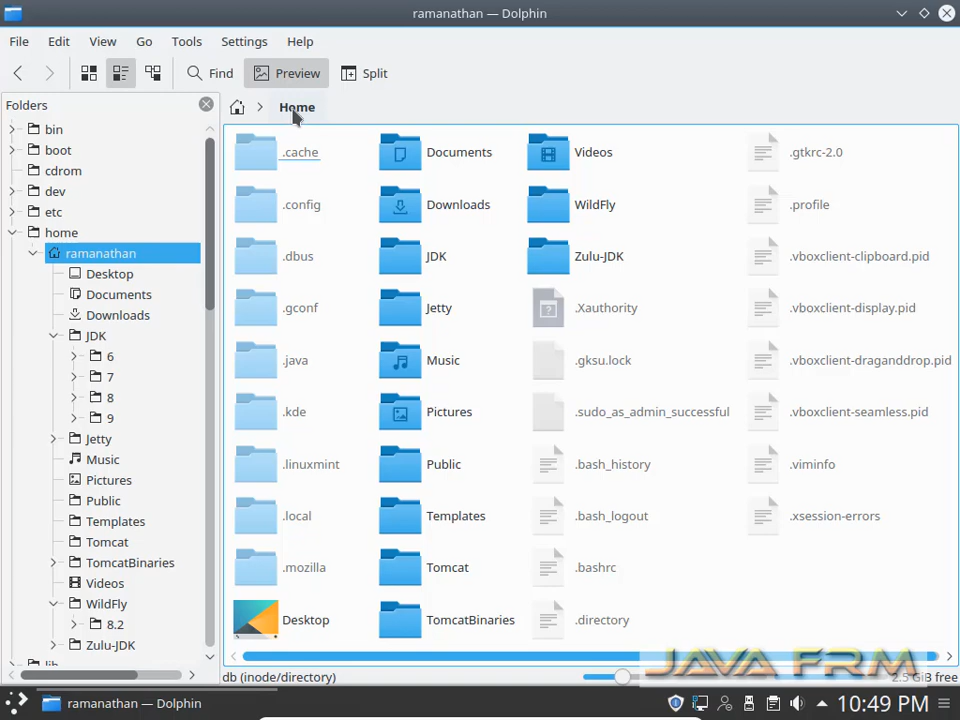 ramanathan — Dolphin
File Edit View Go Tools Settings Help
Find Preview Split
Folders
Home
bin
boot
cdrom
dev
etc
home
ramanathan
Desktop
Documents
Downloads
JDK
6
7
8
9
Jetty
Music
Pictures
Public
Templates
Tomcat
TomcatBinaries
Videos
WildFly
8.2
Zulu-JDK
lib
.cache
.config
.dbus
.gconf
.java
.kde
.linuxmint
.local
.mozilla
Desktop
Documents
Downloads
JDK
Jetty
Music
Pictures
Public
Templates
Tomcat
TomcatBinaries
Videos
WildFly
Zulu-JDK
.Xauthority
.gksu.lock
.sudo_as_admin_successful
.bash_history
.bash_logout
.bashrc
.directory
.gtkrc-2.0
.profile
.vboxclient-clipboard.pid
.vboxclient-display.pid
.vboxclient-draganddrop.pid
.vboxclient-seamless.pid
.viminfo
.xsession-errors
db (inode/directory)
2.5 GiB free
JAVA FRM
ramanathan — Dolphin
10:49 PM